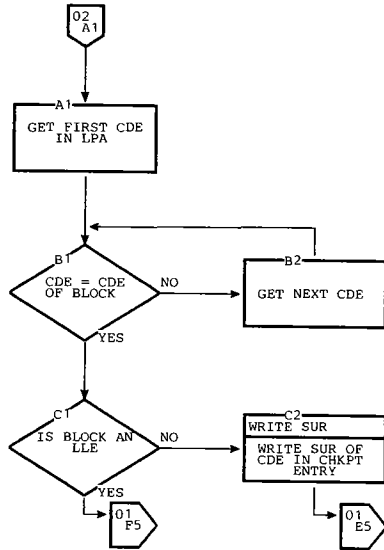 02
A1
A1
GET FIRST CDE
IN LPA
B1
CDE = CDE
OF BLOCK
NO
B2
GET NEXT CDE
YES
C1
IS BLOCK AN
LLE
NO
C2
WRITE SUR
WRITE SUR OF
CDE IN CHKPT
ENTRY
YES
01
F5
01
E5